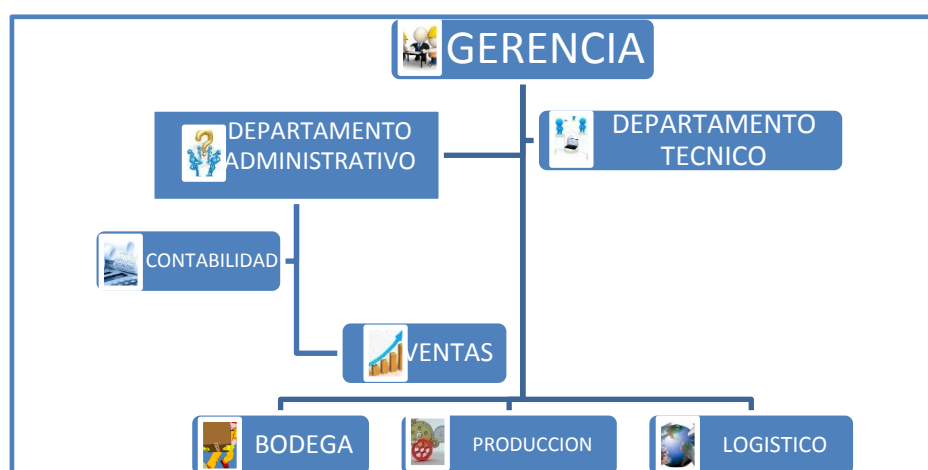 GERENCIA
DEPARTAMENTO
ADMINISTRATIVO
DEPARTAMENTO
TECNICO
CONTABILIDAD
VENTAS
BODEGA
PRODUCCION
LOGISTICO